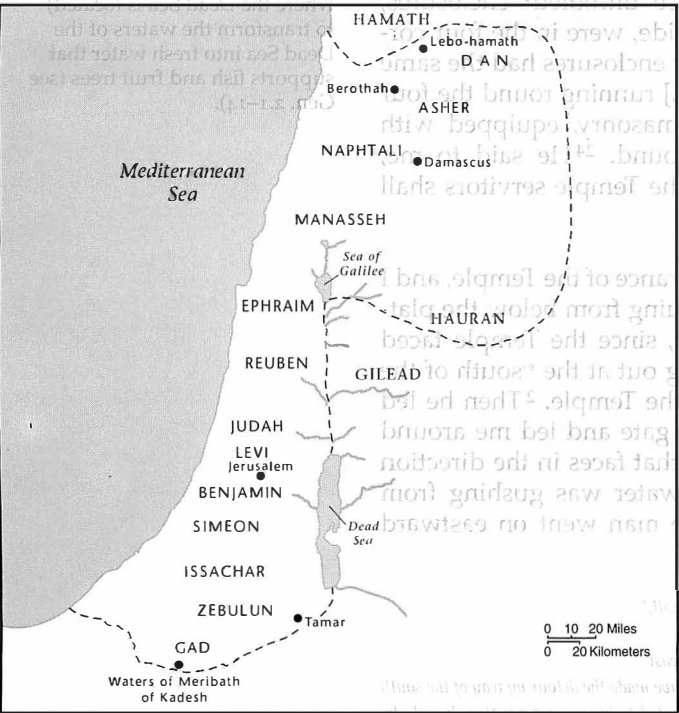 HAMATH
Lebo-hamath
DAN
Berothah
ASHER
NAPHTALI
Damascus
Mediterranean
Sea
MANASSEH
Sea of
Galilee
EPHRAIM
HAURAN
REUBEN
GILEAD
JUDAH
LEVI
Jerusalem
BENJAMIN
Dead
Sea
SIMEON
ISSACHAR
ZEBULUN
Tamar
GAD
Waters of Meribath
of Kadesh
0 10 20 Miles
0 20 Kilometers